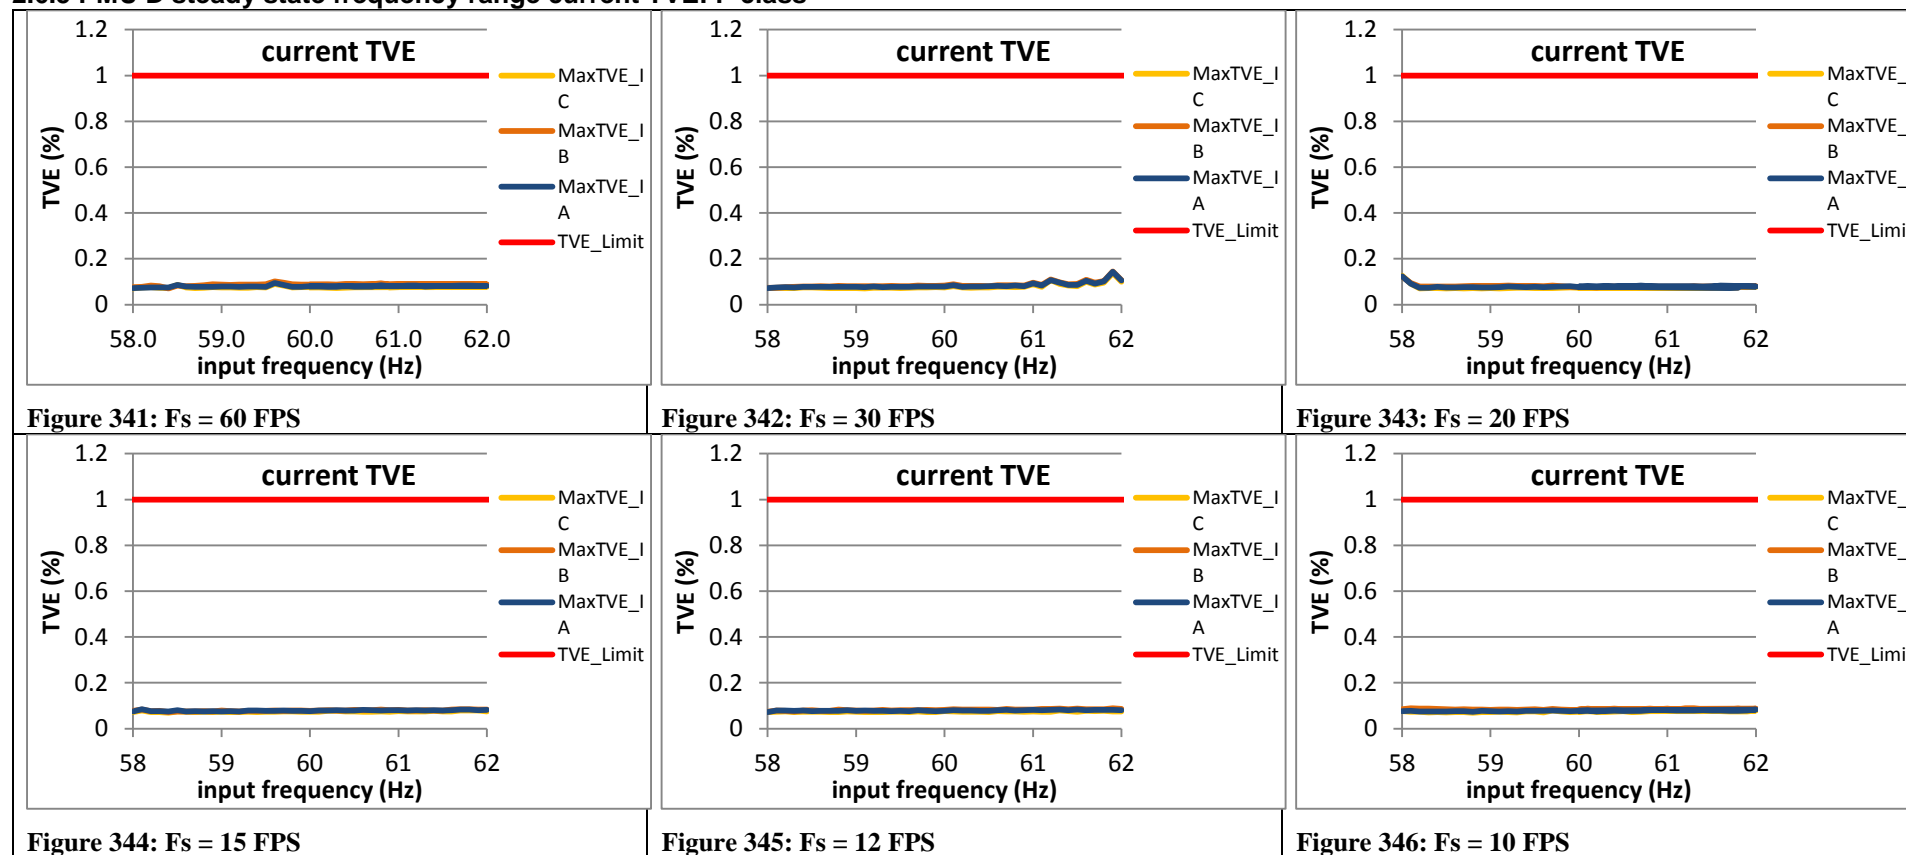 current TVE
1.2
1
0.8
0.6
0.4
0.2
0
TVE (%)
58.0 59.0 60.0 61.0 62.0
input frequency (Hz)
MaxTVE_I
C
MaxTVE_I
B
MaxTVE_I
A
TVE_Limit
Figure 341: Fs = 60 FPS
current TVE
1.2
1
0.8
0.6
0.4
0.2
0
TVE (%)
58 59 60 61 62
input frequency (Hz)
MaxTVE_I
C
MaxTVE_I
B
MaxTVE_I
A
TVE_Limit
Figure 342: Fs = 30 FPS
current TVE
1.2
1
0.8
0.6
0.4
0.2
0
TVE (%)
58 59 60 61 62
input frequency (Hz)
MaxTVE_
C
MaxTVE_
B
MaxTVE_
A
TVE_Limi
Figure 343: Fs = 20 FPS
current TVE
1.2
1
0.8
0.6
0.4
0.2
0
TVE (%)
58 59 60 61 62
input frequency (Hz)
MaxTVE_I
C
MaxTVE_I
B
MaxTVE_I
A
TVE_Limit
Figure 344: Fs = 15 FPS
current TVE
1.2
1
0.8
0.6
0.4
0.2
0
TVE (%)
58 59 60 61 62
input frequency (Hz)
MaxTVE_I
C
MaxTVE_I
B
MaxTVE_I
A
TVE_Limit
Figure 345: Fs = 12 FPS
current TVE
1.2
1
0.8
0.6
0.4
0.2
0
TVE (%)
58 59 60 61 62
input frequency (Hz)
MaxTVE_
C
MaxTVE_
B
MaxTVE_
A
TVE_Limi
Figure 346: Fs = 10 FPS